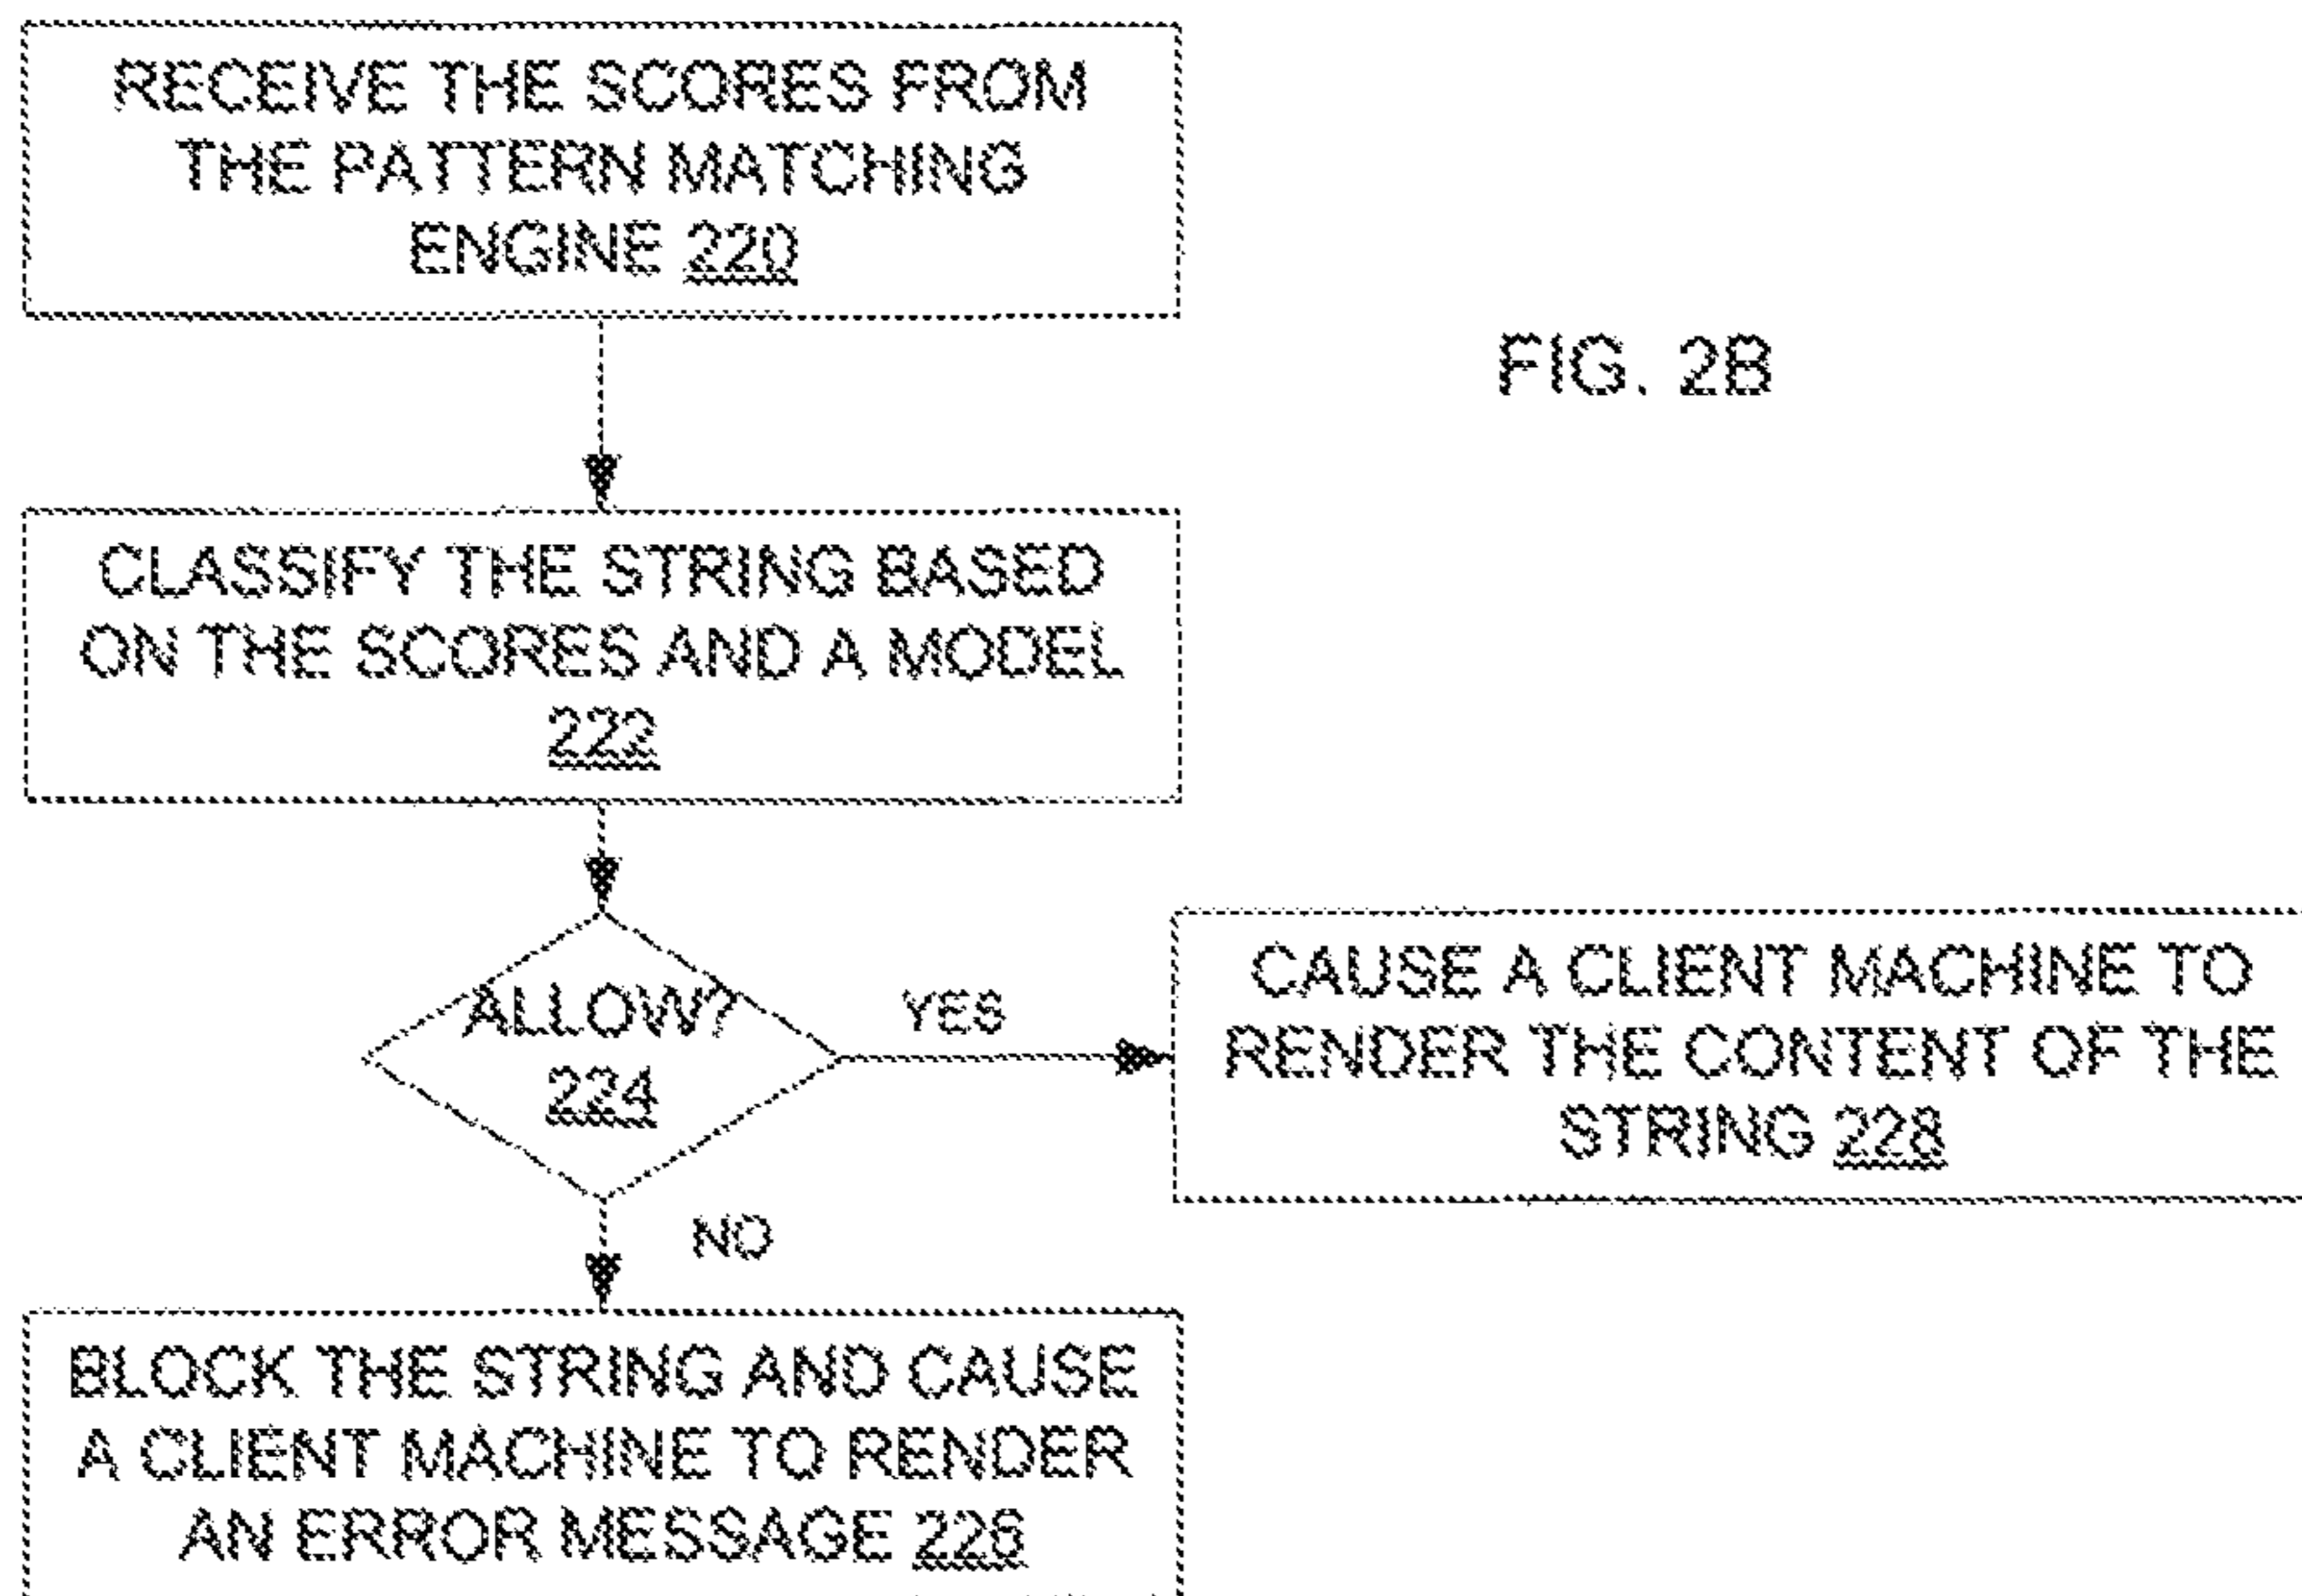 RECEIVE THE SCORES FROM
THE PATTERN MATCHING
ENGINE 220
FIG. 2B
CLASSIFY THE STRING BASED
ON THE SCORES AND A MODEL
222
ALLOW?
224
YES
CAUSE A CLIENT MACHINE TO
RENDER THE CONTENT OF THE
STRING 228
NO
BLOCK THE STRING AND CAUSE
A CLIENT MACHINE TO RENDER
AN ERROR MESSAGE 226